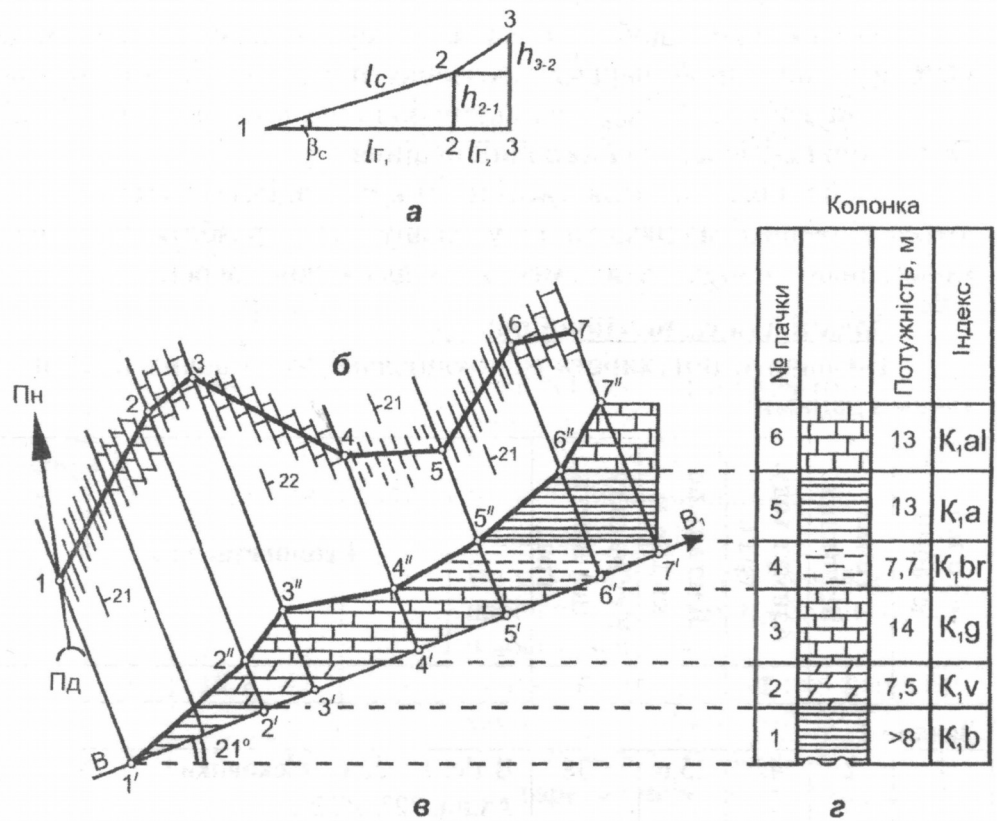 3
2
h₃₋₂
lc
h₂₋₁
1
βc
lГ₁
2
lГ₂
3
а
Колонка
№ пачки
Потужність, м
Індекс
6
13
K₁al
5
13
K₁a
4
7,7
K₁br
3
14
K₁g
2
7,5
K₁v
1
>8
K₁b
г
б
Пн
Пд
1
2
3
4
5
6
7
21
22
21
21
B
B₁
1′
2′
3′
4′
5′
6′
7′
2″
3″
4″
5″
6″
7″
21°
в